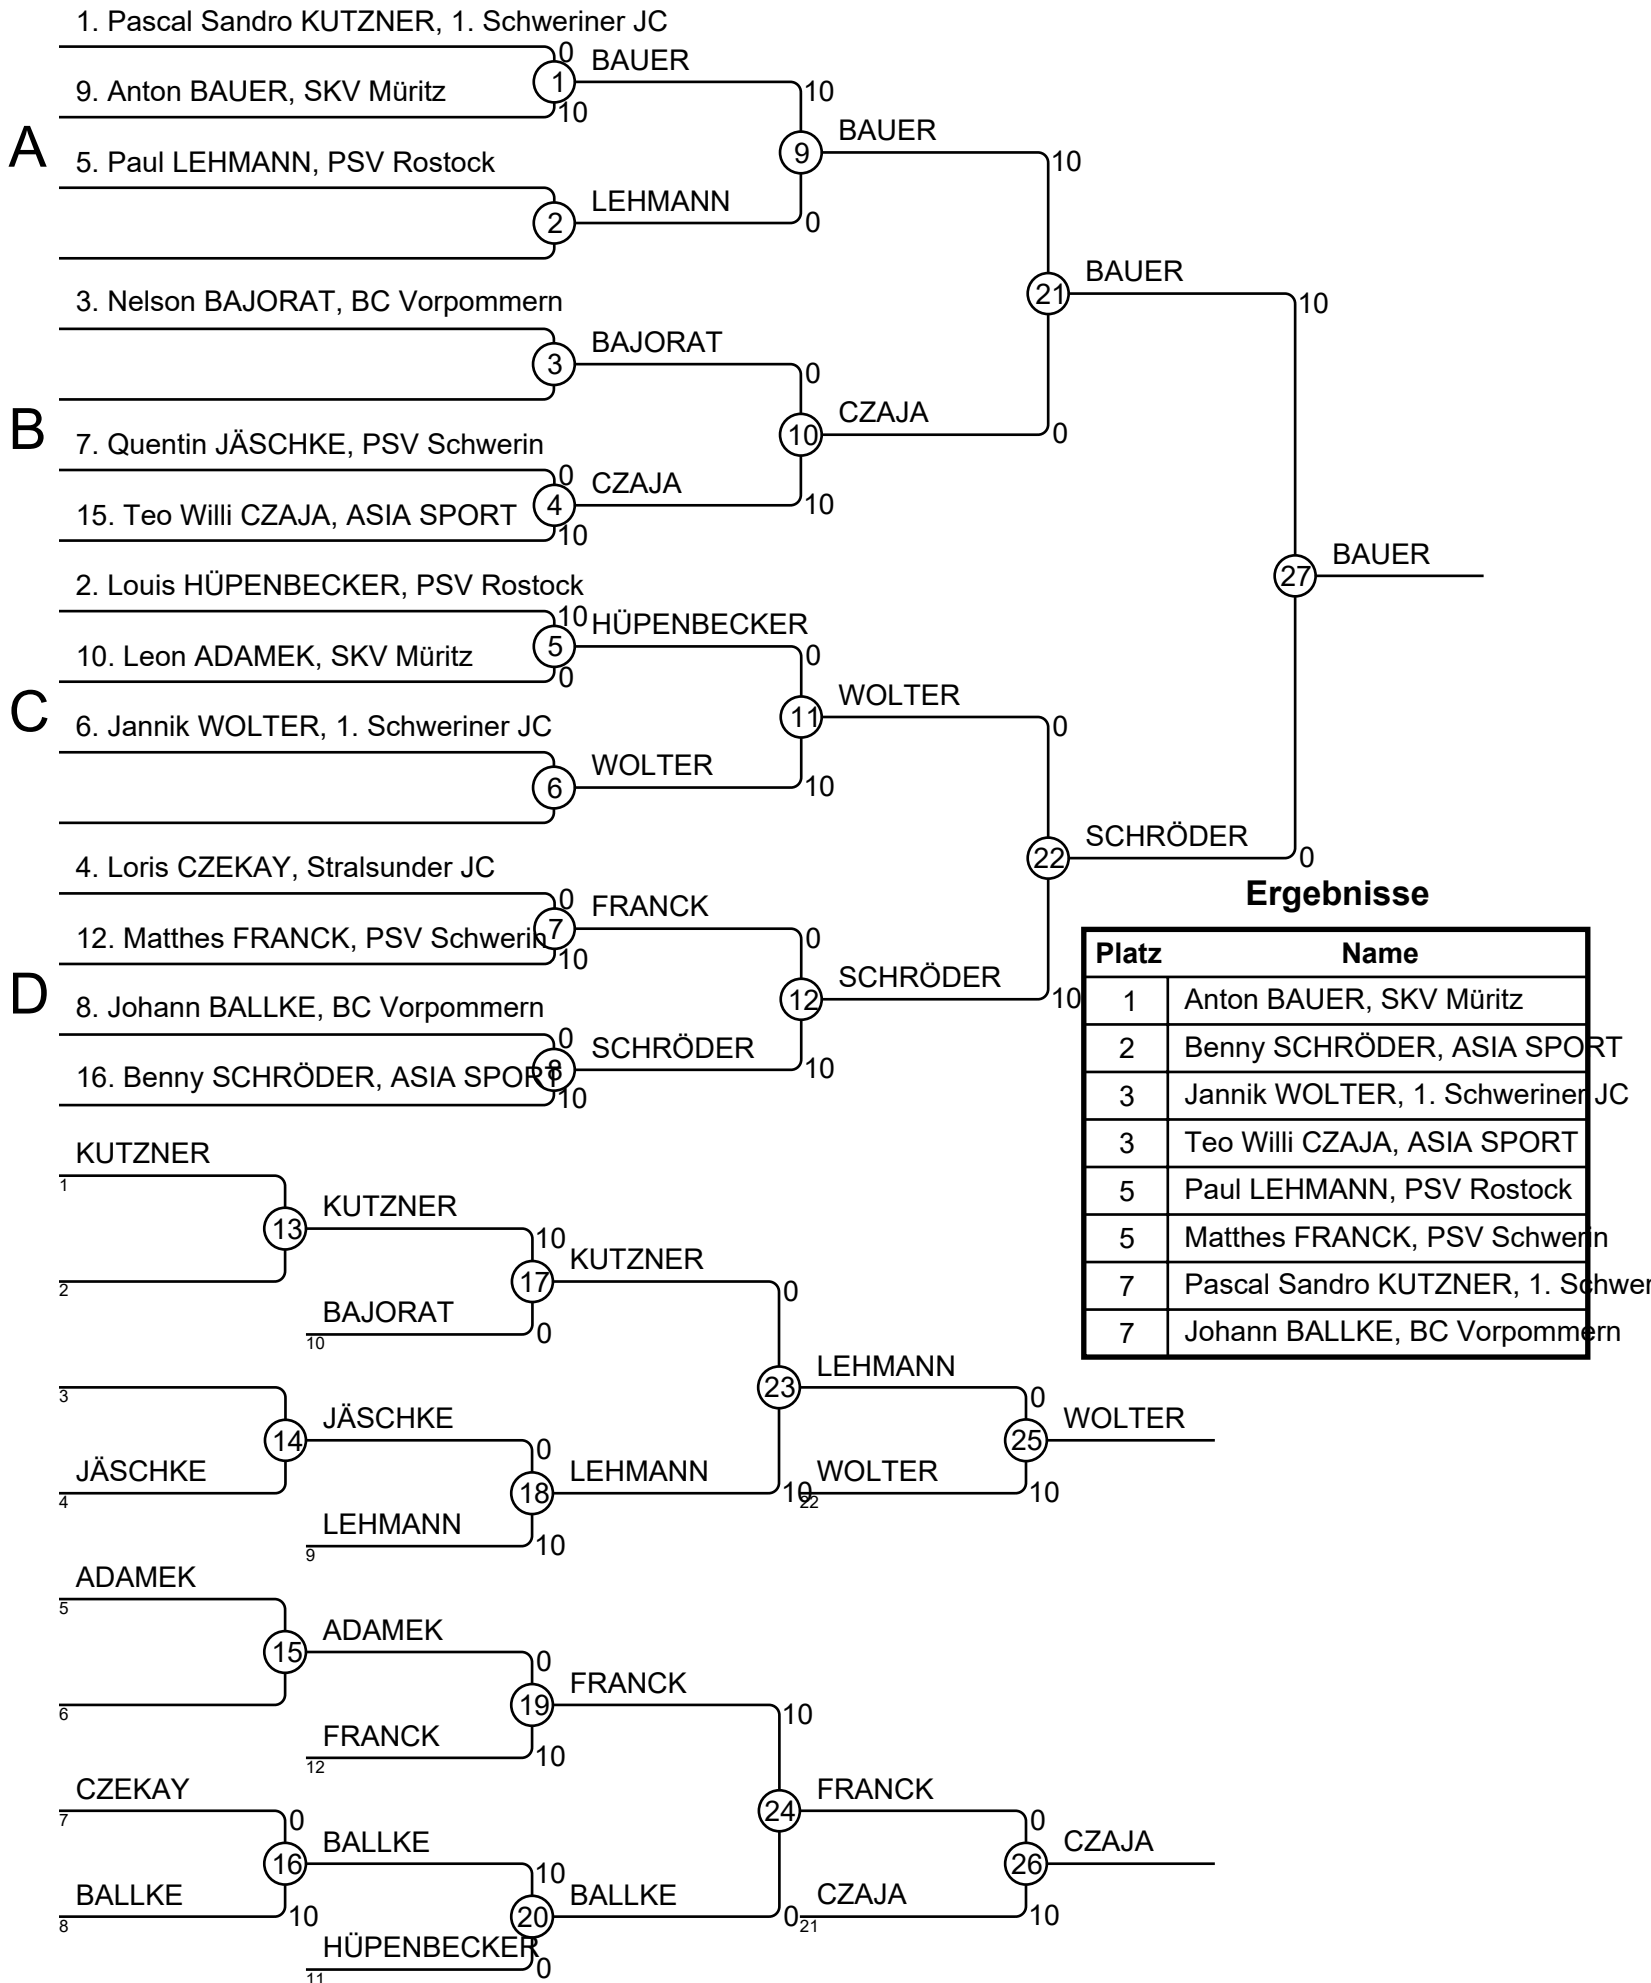 1. Pascal Sandro KUTZNER, 1. Schweriner JC
0
1
BAUER
9. Anton BAUER, SKV Müritz
10
10
A
9
BAUER
5. Paul LEHMANN, PSV Rostock
10
2
LEHMANN
0
3. Nelson BAJORAT, BC Vorpommern
21
BAUER
10
3
BAJORAT
0
B
10
CZAJA
0
7. Quentin JÄSCHKE, PSV Schwerin
0
4
CZAJA
10
15. Teo Willi CZAJA, ASIA SPORT
10
27
BAUER
2. Louis HÜPENBECKER, PSV Rostock
10
5
HÜPENBECKER
0
10. Leon ADAMEK, SKV Müritz
0
C
11
WOLTER
0
6. Jannik WOLTER, 1. Schweriner JC
6
WOLTER
10
22
SCHRÖDER
0
4. Loris CZEKAY, Stralsunder JC
0
7
FRANCK
0
12. Matthes FRANCK, PSV Schwerin
10
D
12
SCHRÖDER
10
8. Johann BALLKE, BC Vorpommern
0
8
SCHRÖDER
10
16. Benny SCHRÖDER, ASIA SPORT
10
Ergebnisse
Platz Name
1 Anton BAUER, SKV Müritz
2 Benny SCHRÖDER, ASIA SPORT
3 Jannik WOLTER, 1. Schweriner JC
3 Teo Willi CZAJA, ASIA SPORT
5 Paul LEHMANN, PSV Rostock
5 Matthes FRANCK, PSV Schwerin
7 Pascal Sandro KUTZNER, 1. Schwer
7 Johann BALLKE, BC Vorpommern
KUTZNER
1
13
KUTZNER
10
2
17
KUTZNER
0
BAJORAT
10
0
3
23
LEHMANN
0
14
JÄSCHKE
0
25
WOLTER
JÄSCHKE
4
18
LEHMANN
10
WOLTER
22
10
LEHMANN
9
10
ADAMEK
5
15
ADAMEK
0
6
19
FRANCK
10
FRANCK
12
10
CZEKAY
7
0
24
FRANCK
0
16
BALLKE
10
26
CZAJA
BALLKE
8
10
20
BALLKE
0
CZAJA
21
10
HÜPENBECKER
11
0